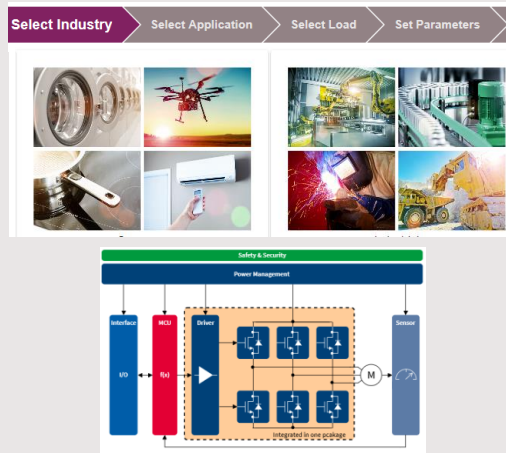 Select Industry
Select Application
Select Load
Set Parameters
Safety & Security
Power Management
Interface
MCU
Driver
Sensor
I/O
f(x)
M
Integrated in one pcakage